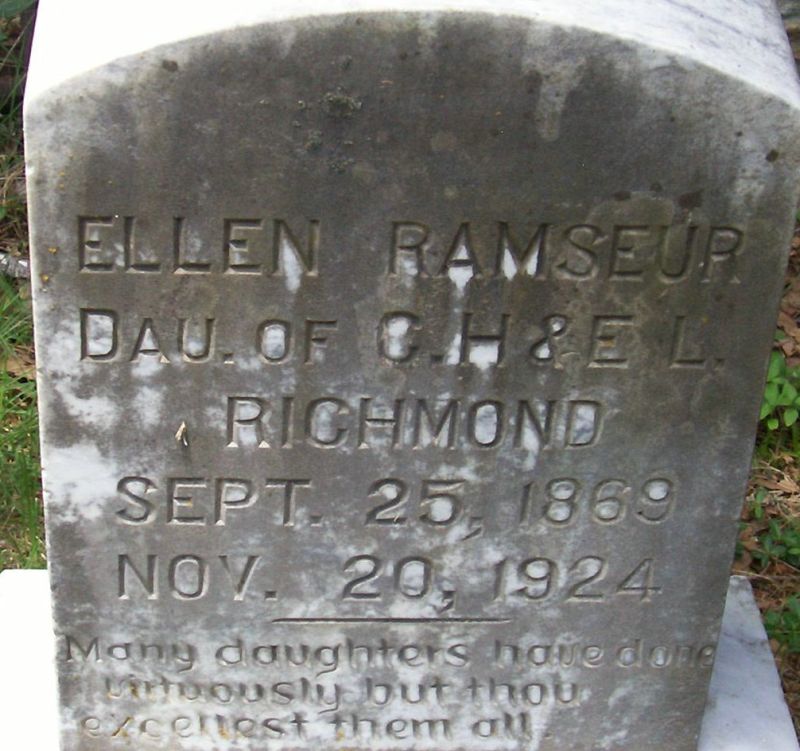 ELLEN RAMSEUR
DAU. OF C.H & E L.
RICHMOND
SEPT. 25, 1869
NOV. 20, 1924
Many daughters have done
virtuously but thou
excellest them all.